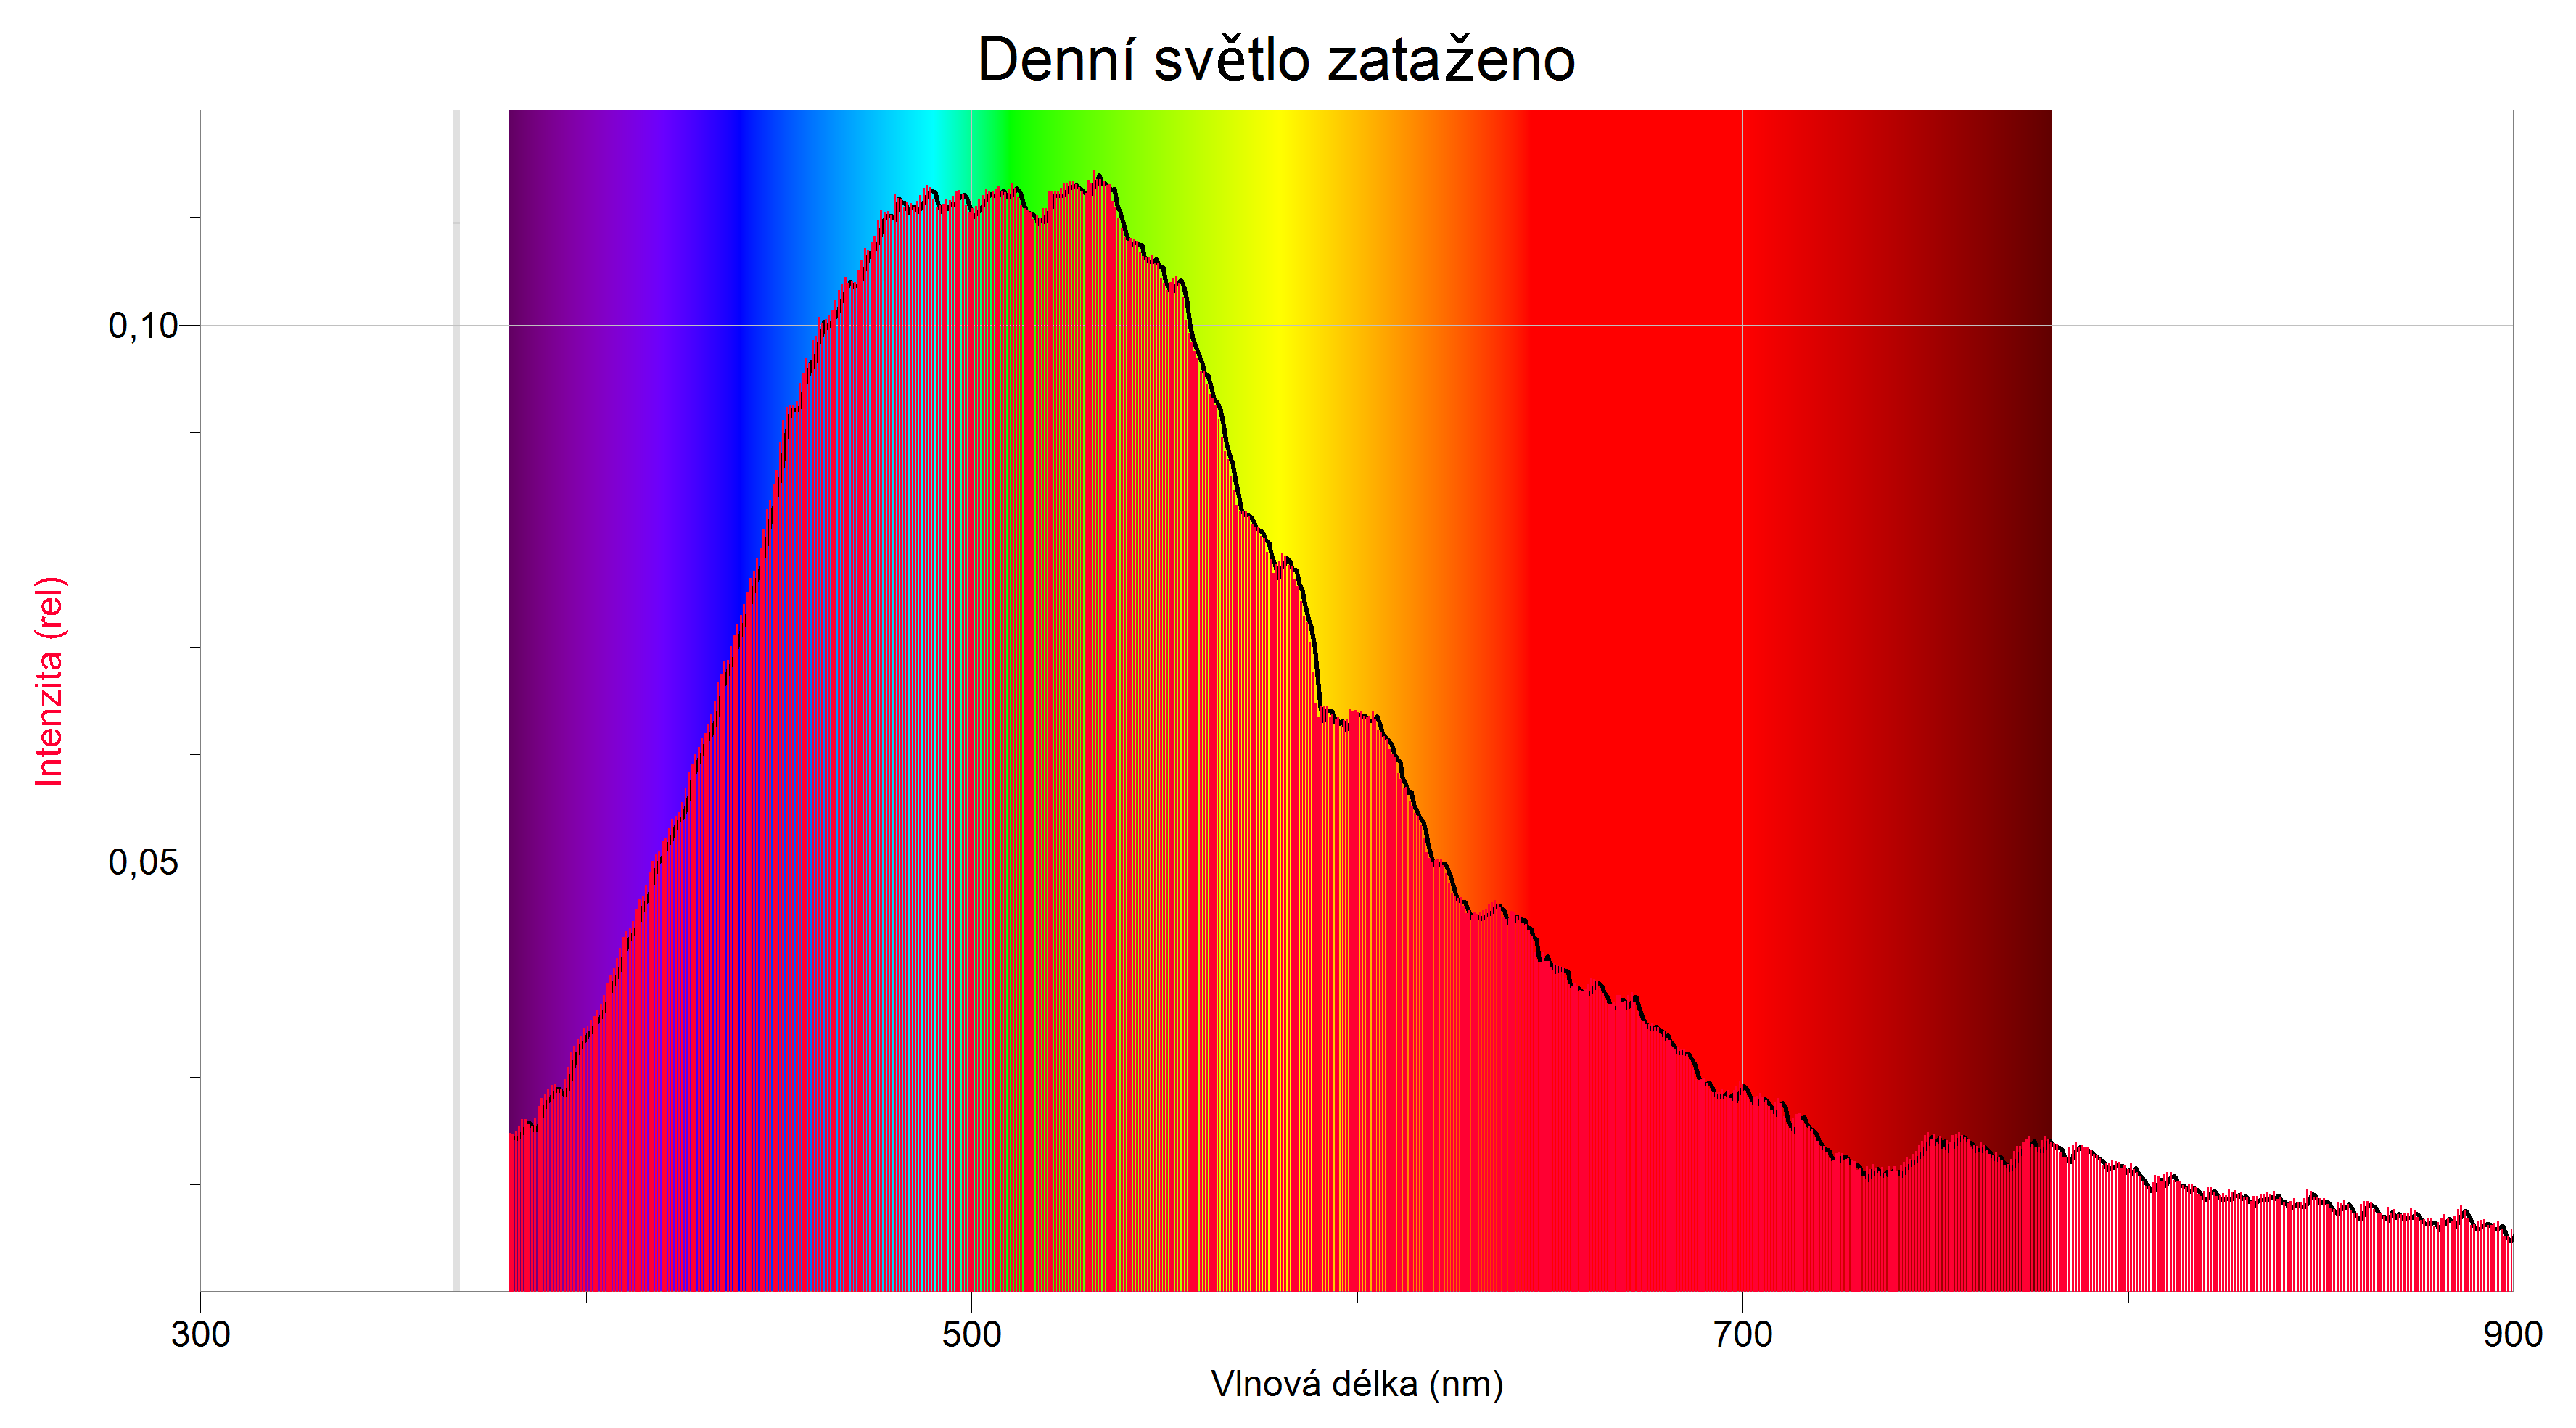 Denní světlo zataženo
0,10
0,05
Intenzita (rel)
300 500 700 900
Vlnová délka (nm)